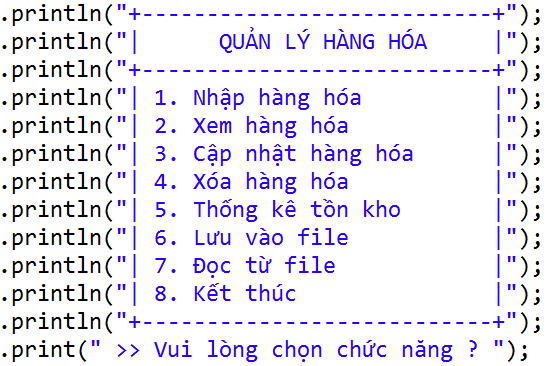 .println("+---------------------------+");
.println("|      QUẢN LÝ HÀNG HÓA     |");
.println("+---------------------------+");
.println("| 1. Nhập hàng hóa          |");
.println("| 2. Xem hàng hóa           |");
.println("| 3. Cập nhật hàng hóa      |");
.println("| 4. Xóa hàng hóa           |");
.println("| 5. Thống kê tồn kho       |");
.println("| 6. Lưu vào file           |");
.println("| 7. Đọc từ file            |");
.println("| 8. Kết thúc               |");
.println("+---------------------------+");
.print(" >> Vui lòng chọn chức năng ? ");